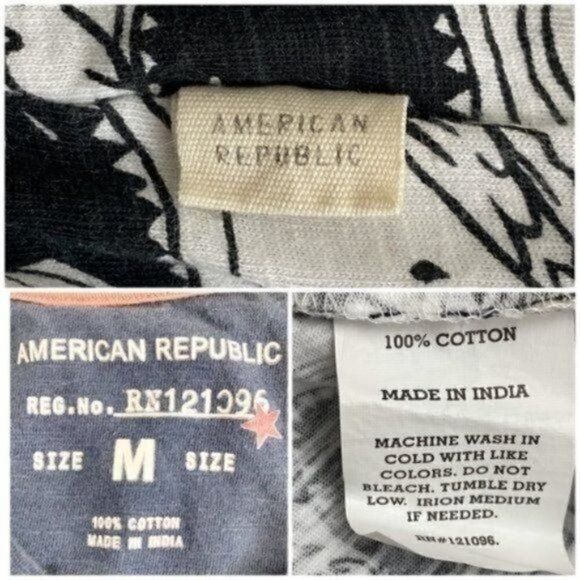 AMERICAN
REPUBLIC
AMERICAN REPUBLIC
REG.No. RN121096
SIZE M SIZE
100% COTTON
MADE IN INDIA
100% COTTON
MADE IN INDIA
MACHINE WASH IN
COLD WITH LIKE
COLORS. DO NOT
BLEACH. TUMBLE DRY
LOW. IRION MEDIUM
IF NEEDED.
RN#121096.